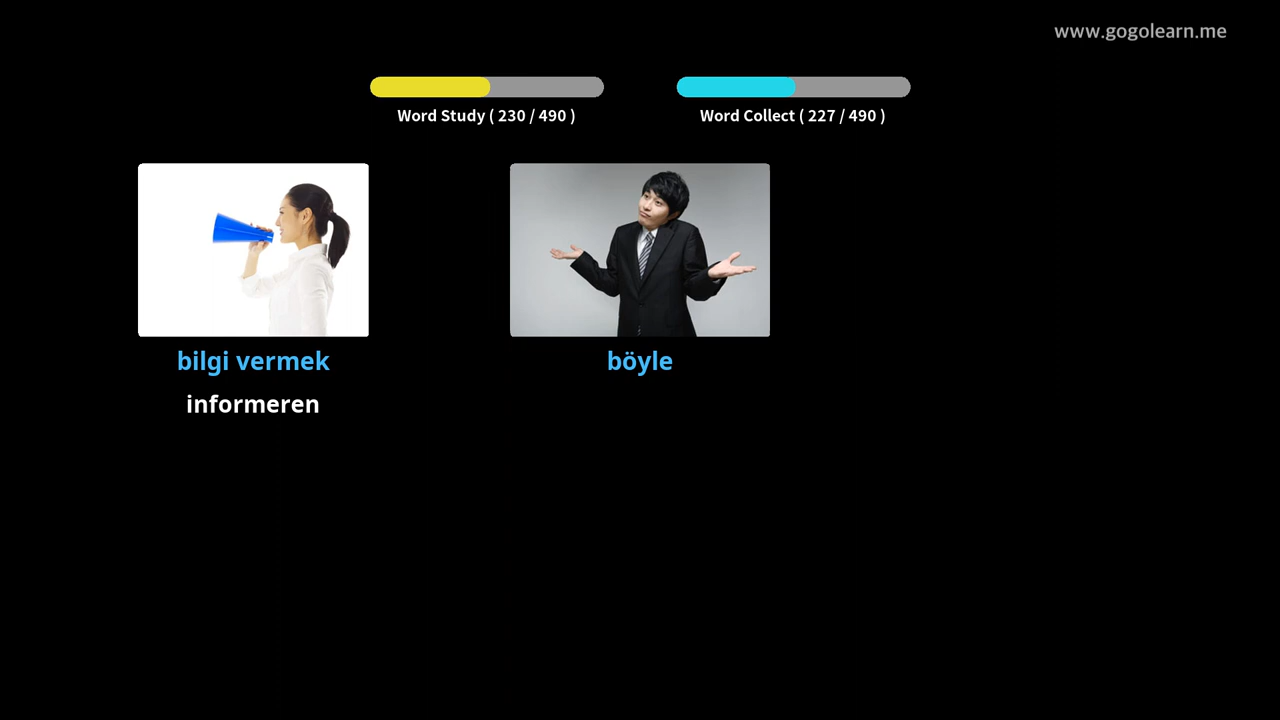 www.gogolearn.me
Word Study ( 230 / 490 )
Word Collect ( 227 / 490 )
bilgi vermek
informeren
böyle